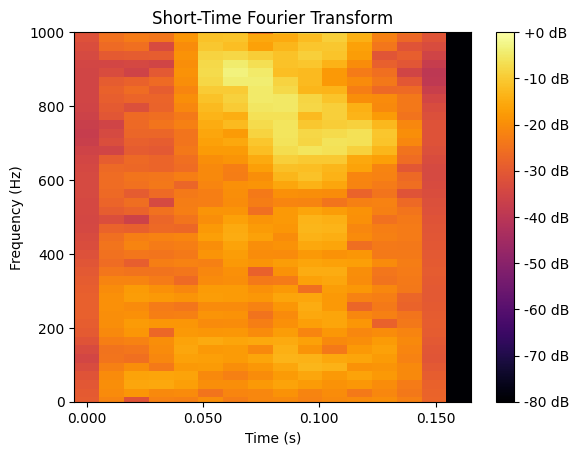 Short-Time Fourier Transform
1000
800
600
400
200
0
Frequency (Hz)
0.000
0.050
0.100
0.150
Time (s)
+0 dB
-10 dB
-20 dB
-30 dB
-40 dB
-50 dB
-60 dB
-70 dB
-80 dB